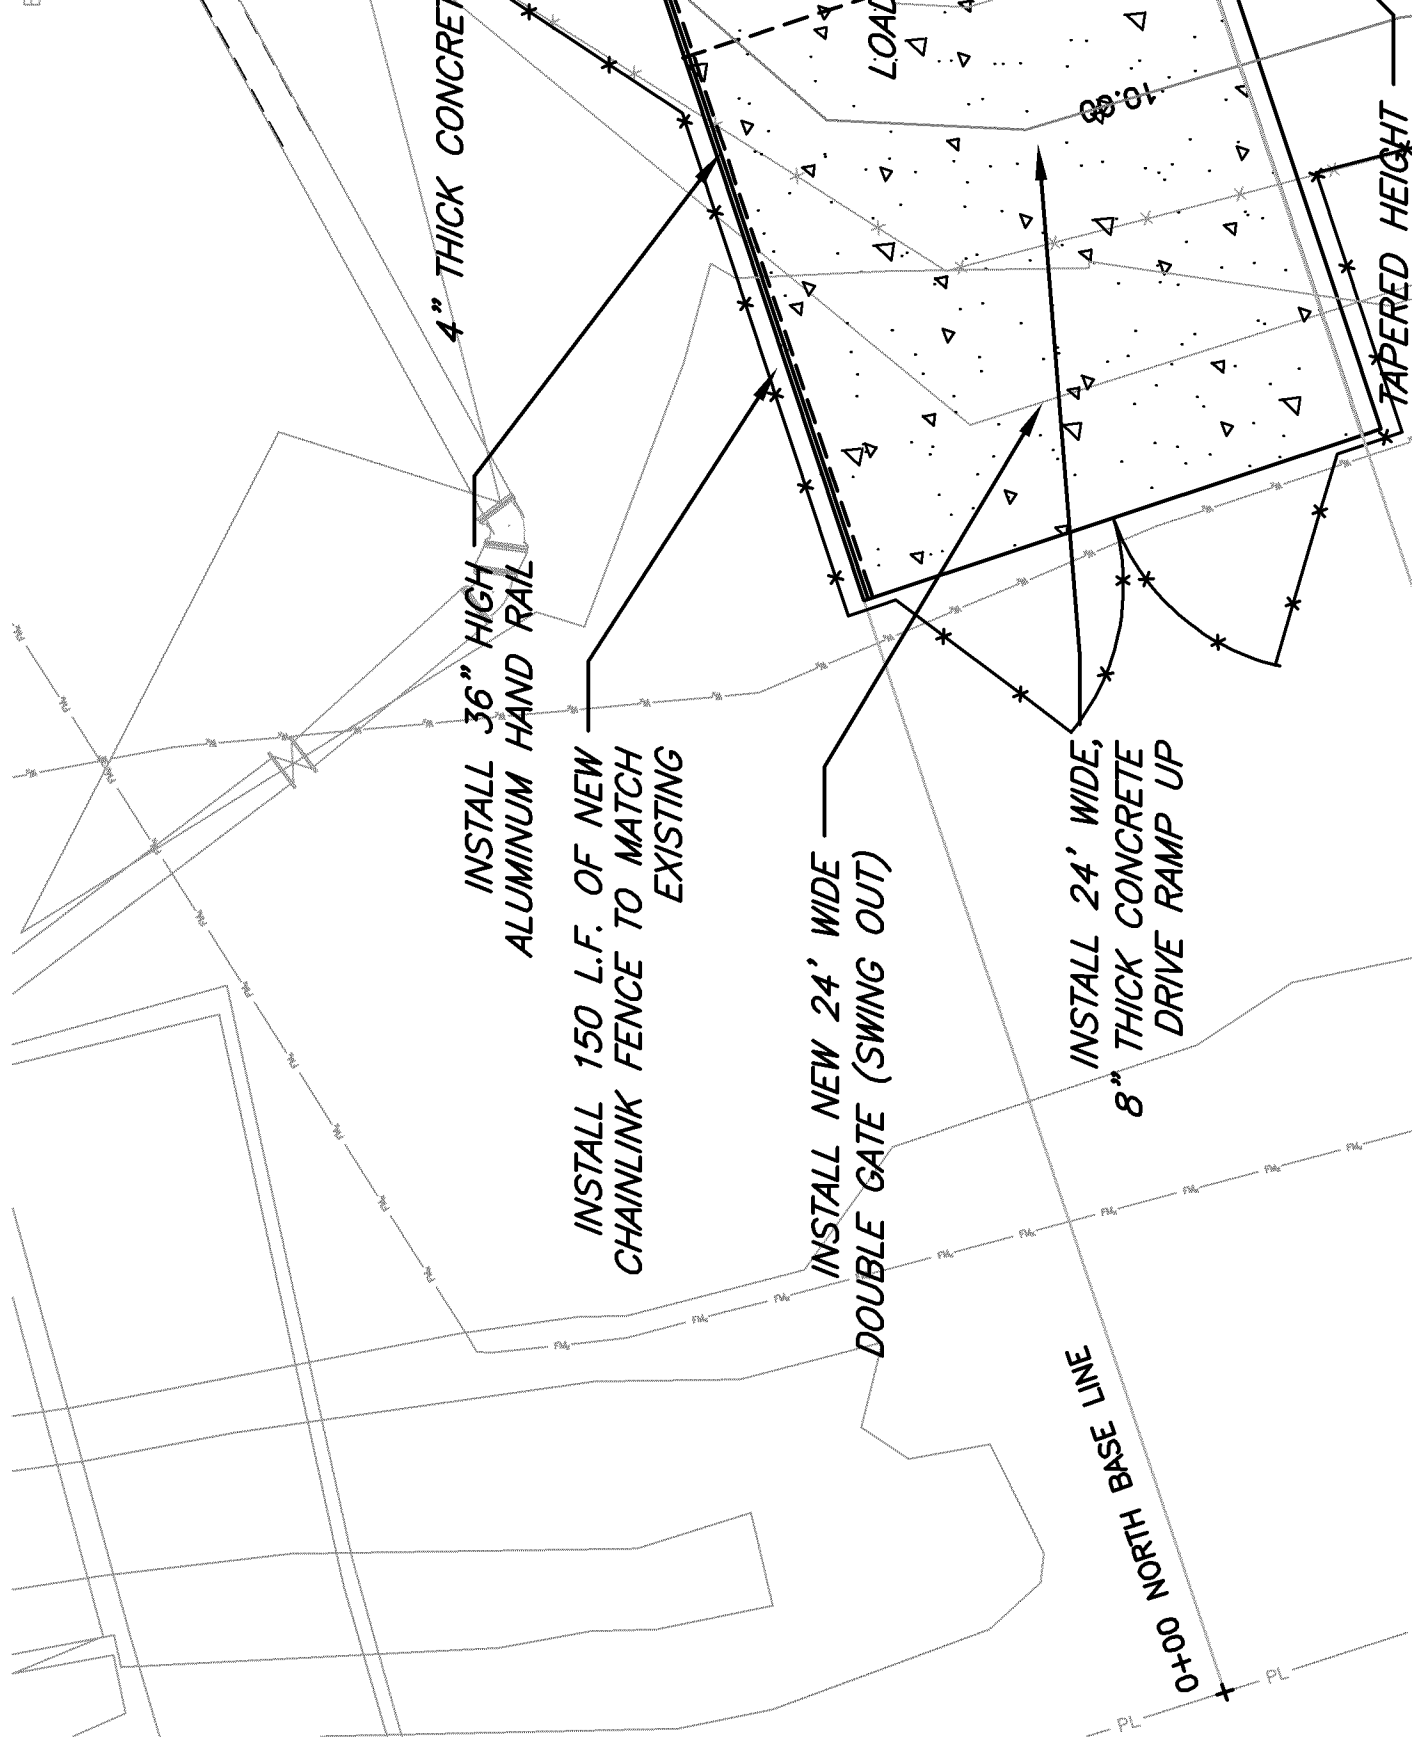 4" THICK CONCRET
LOAD
10.00
INSTALL 36" HIGH
ALUMINUM HAND RAIL
INSTALL 150 L.F. OF NEW
CHAINLINK FENCE TO MATCH
EXISTING
INSTALL NEW 24' WIDE
DOUBLE GATE (SWING OUT)
INSTALL 24' WIDE,
8" THICK CONCRETE
DRIVE RAMP UP
TAPERED HEIGHT
0+00 NORTH BASE LINE
PL
PL